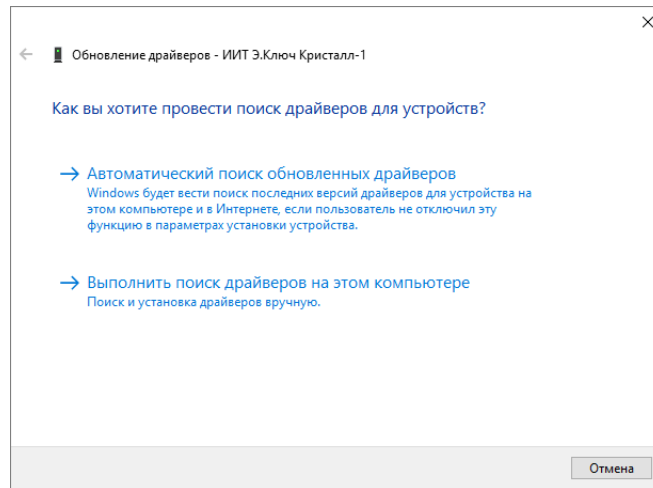 Обновление драйверов - ИИТ Э.Ключ Кристалл-1
Как вы хотите провести поиск драйверов для устройств?
Автоматический поиск обновленных драйверов
Windows будет вести поиск последних версий драйверов для устройства на
этом компьютере и в Интернете, если пользователь не отключил эту
функцию в параметрах установки устройства.
Выполнить поиск драйверов на этом компьютере
Поиск и установка драйверов вручную.
Отмена